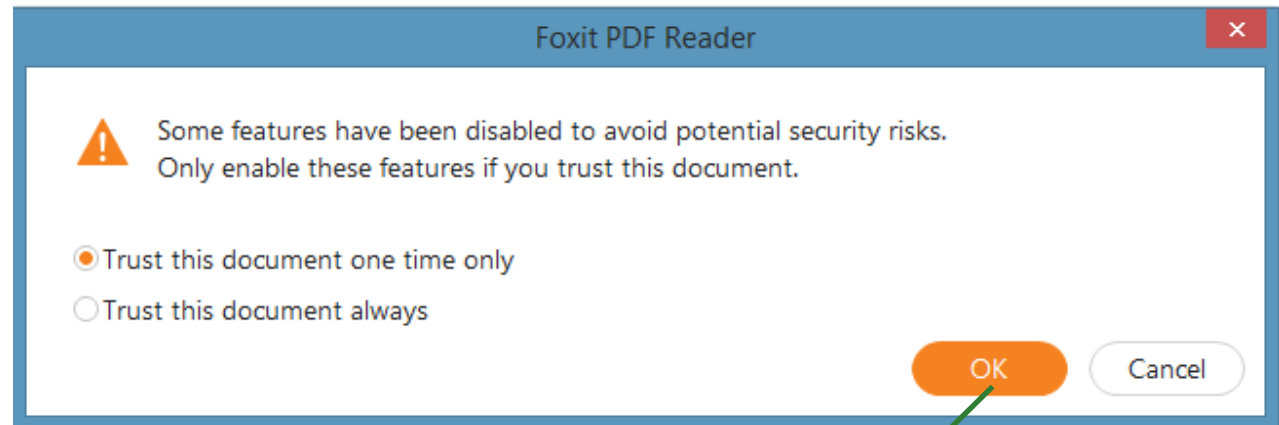 Foxit PDF Reader
Some features have been disabled to avoid potential security risks.
Only enable these features if you trust this document.
Trust this document one time only
Trust this document always
OK
Cancel